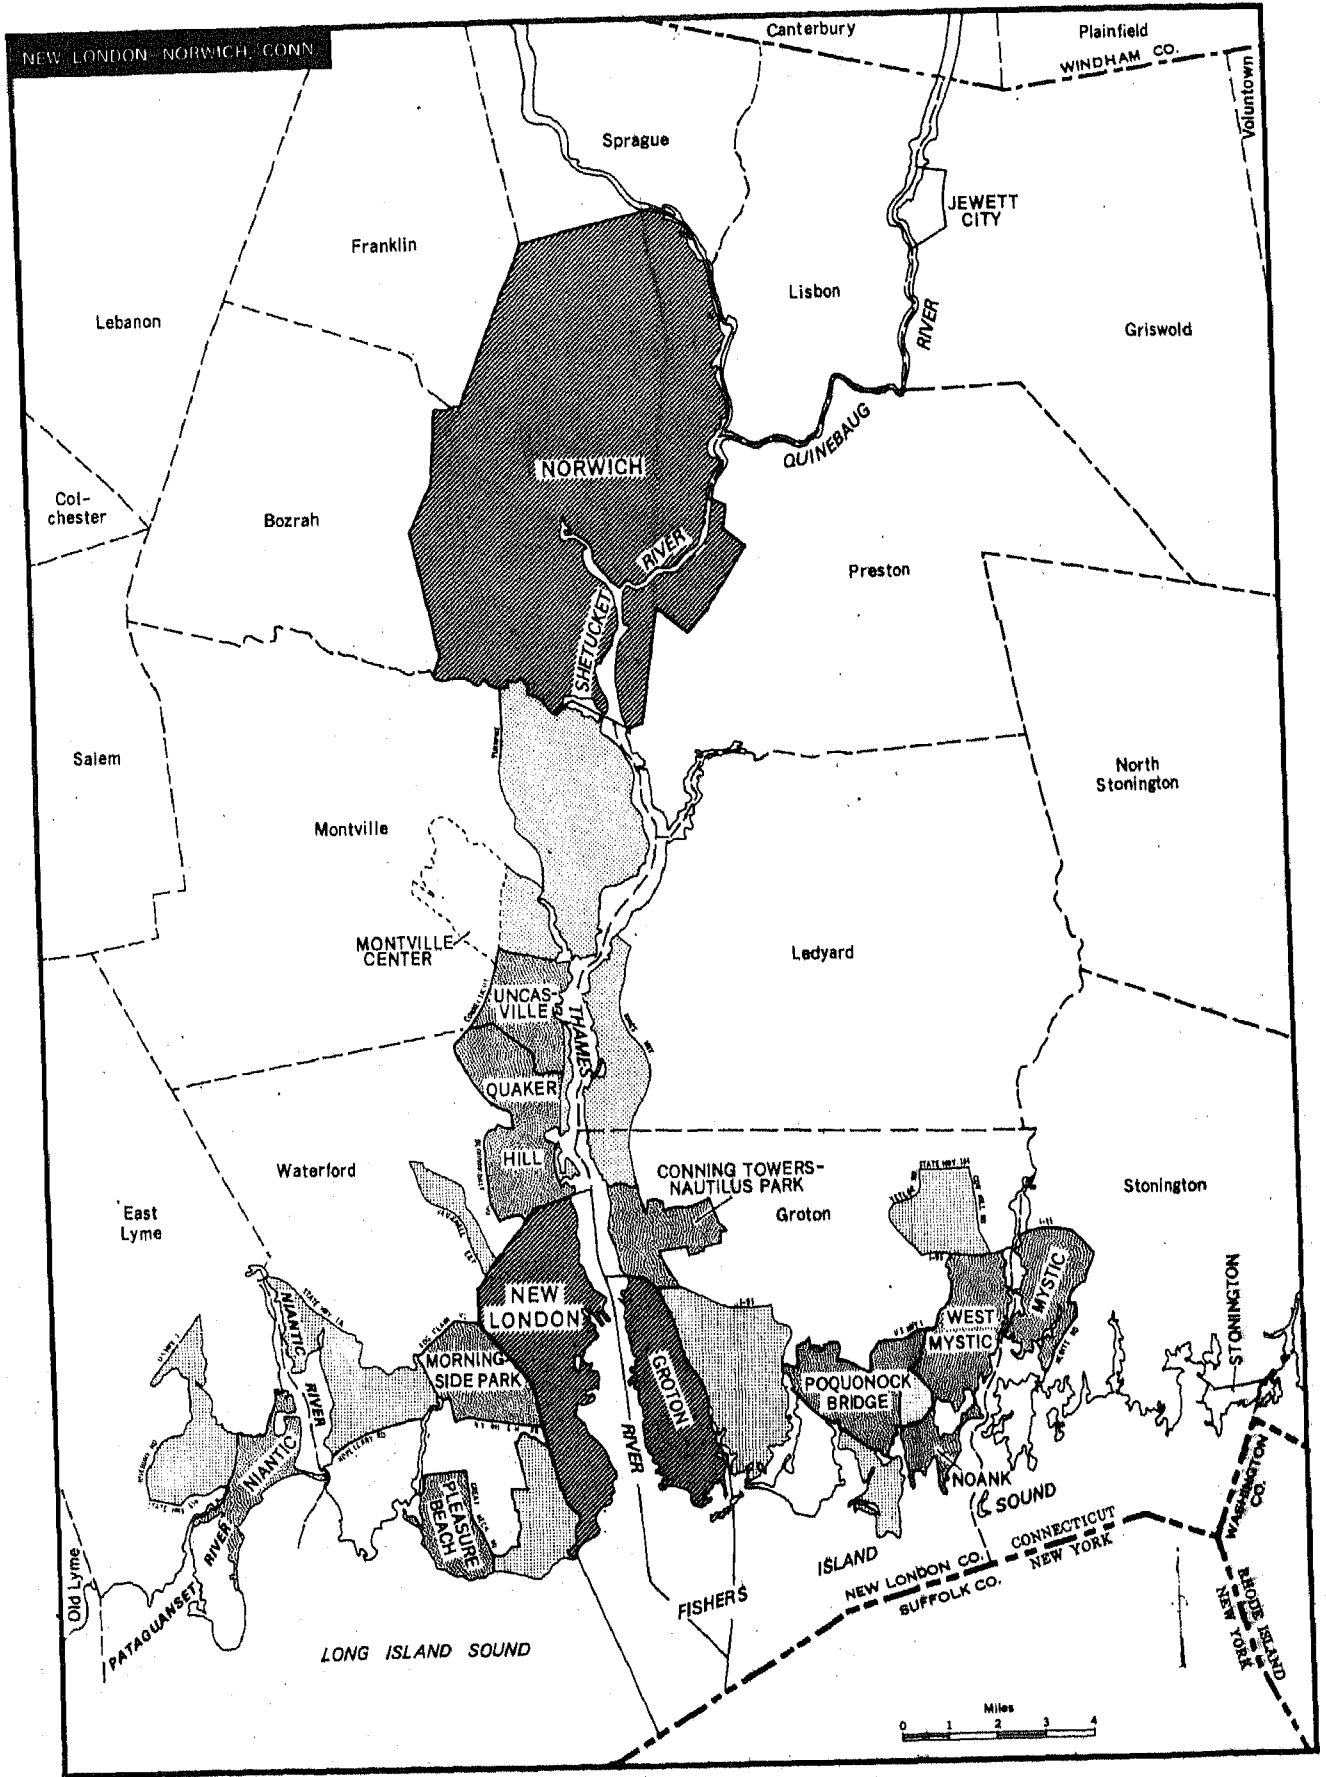 NEW LONDON-NORWICH, CONN.
Canterbury
Plainfield
WINDHAM CO.
Voluntown
Sprague
JEWETT
CITY
Franklin
Lisbon
Lebanon
RIVER
Griswold
QUINEBAUG
NORWICH
Col-
chester
Bozrah
RIVER
Preston
SHETUCKET
Salem
North
Stonington
Montville
MONTVILLE
CENTER
Ledyard
UNCAS-
VILLE
THAMES
QUAKER
HILL
Waterford
CONNING TOWERS-
NAUTILUS PARK
STATE HWY 184
Groton
Stonington
East
Lyme
I-95
MYSTIC
STONINGTON
NIANTIC
RIVER
NEW
LONDON
WEST
MYSTIC
MORNING-
SIDE PARK
GROTON
POQUONOCK
BRIDGE
NIANTIC
RIVER
PLEASURE
BEACH
NOANK
SOUND
WASHINGTON
CO.
RIVER
ISLAND
CONNECTICUT
NEW YORK
NEW LONDON CO.
SUFFOLK CO.
Old Lyme
PATAGUANSET
FISHERS
RHODE ISLAND
NEW YORK
LONG ISLAND SOUND
Miles
0 1 2 3 4